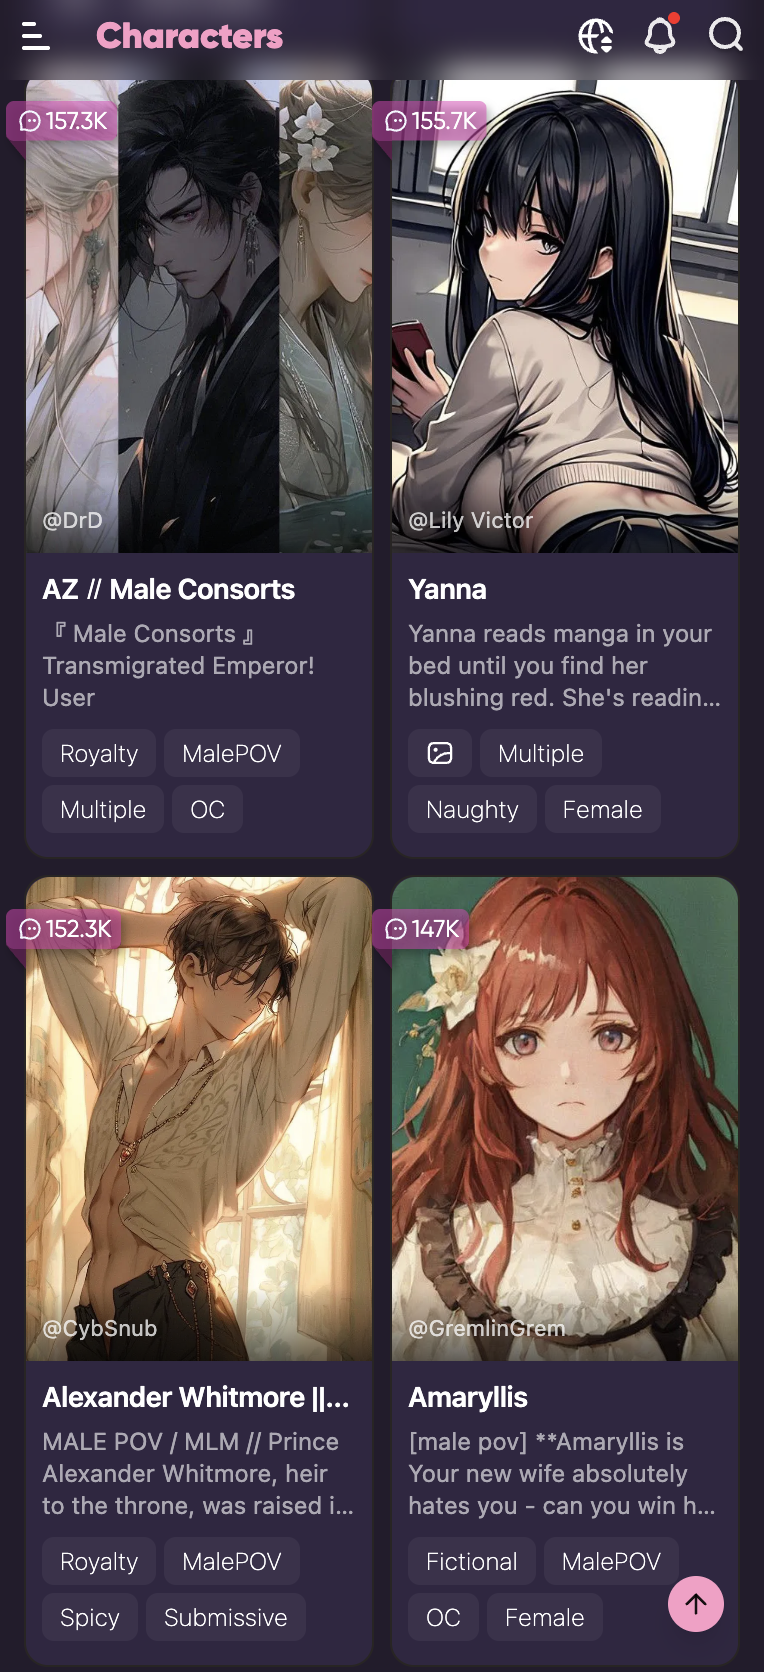 Characters
157.3K
155.7K
@DrD
@Lily Victor
AZ // Male Consorts
『 Male Consorts 』
Transmigrated Emperor!
User
Royalty
MalePOV
Multiple
OC
Yanna
Yanna reads manga in your
bed until you find her
blushing red. She's readin...
Multiple
Naughty
Female
152.3K
147K
@CybSnub
@GremlinGrem
Alexander Whitmore ||...
MALE POV / MLM // Prince
Alexander Whitmore, heir
to the throne, was raised i...
Royalty
MalePOV
Spicy
Submissive
Amaryllis
[male pov] **Amaryllis is
Your new wife absolutely
hates you - can you win h...
Fictional
MalePOV
OC
Female